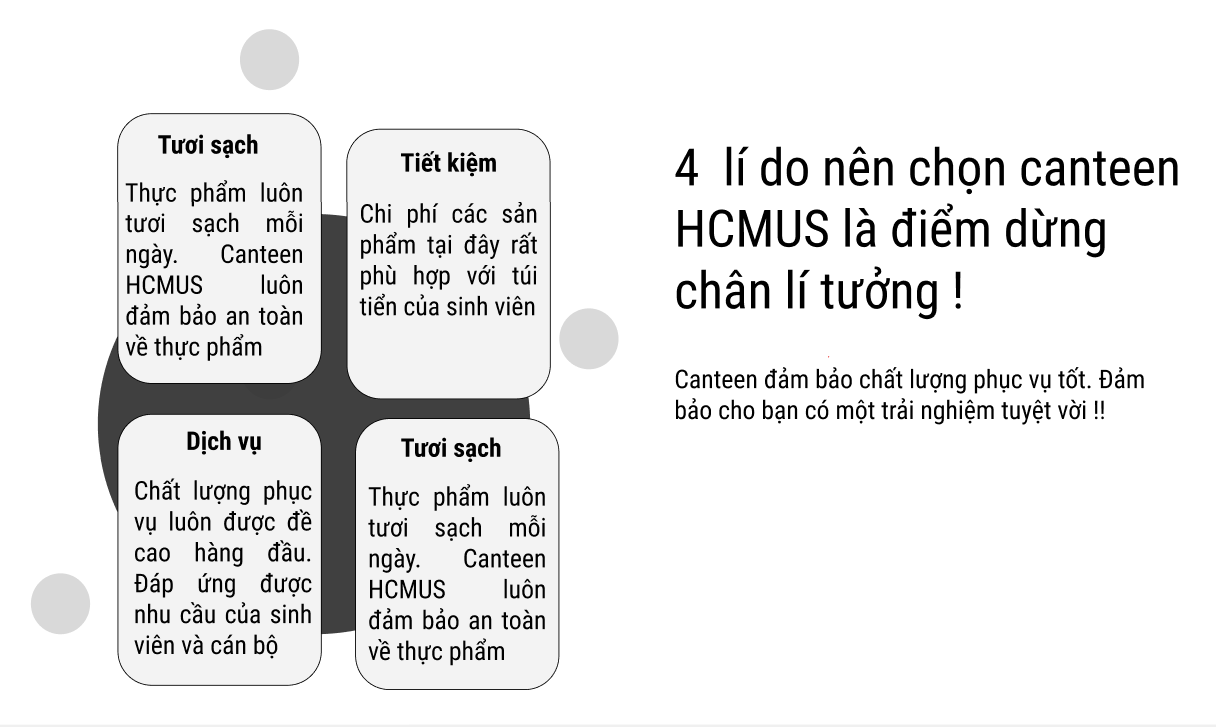 Tươi sạch
Thực phẩm luôn
tươi sạch mỗi
ngày. Canteen
HCMUS luôn
đảm bảo an toàn
về thực phẩm
Tiết kiệm
Chi phí các sản
phẩm tại đây rất
phù hợp với túi
tiển của sinh viên
Dịch vụ
Chất lượng phục
vụ luôn được đề
cao hàng đầu.
Đáp ứng được
nhu cầu của sinh
viên và cán bộ
Tươi sạch
Thực phẩm luôn
tươi sạch mỗi
ngày. Canteen
HCMUS luôn
đảm bảo an toàn
về thực phẩm
4 lí do nên chọn canteen
HCMUS là điểm dừng
chân lí tưởng !
Canteen đảm bảo chất lượng phục vụ tốt. Đảm
bảo cho bạn có một trải nghiệm tuyệt vời !!